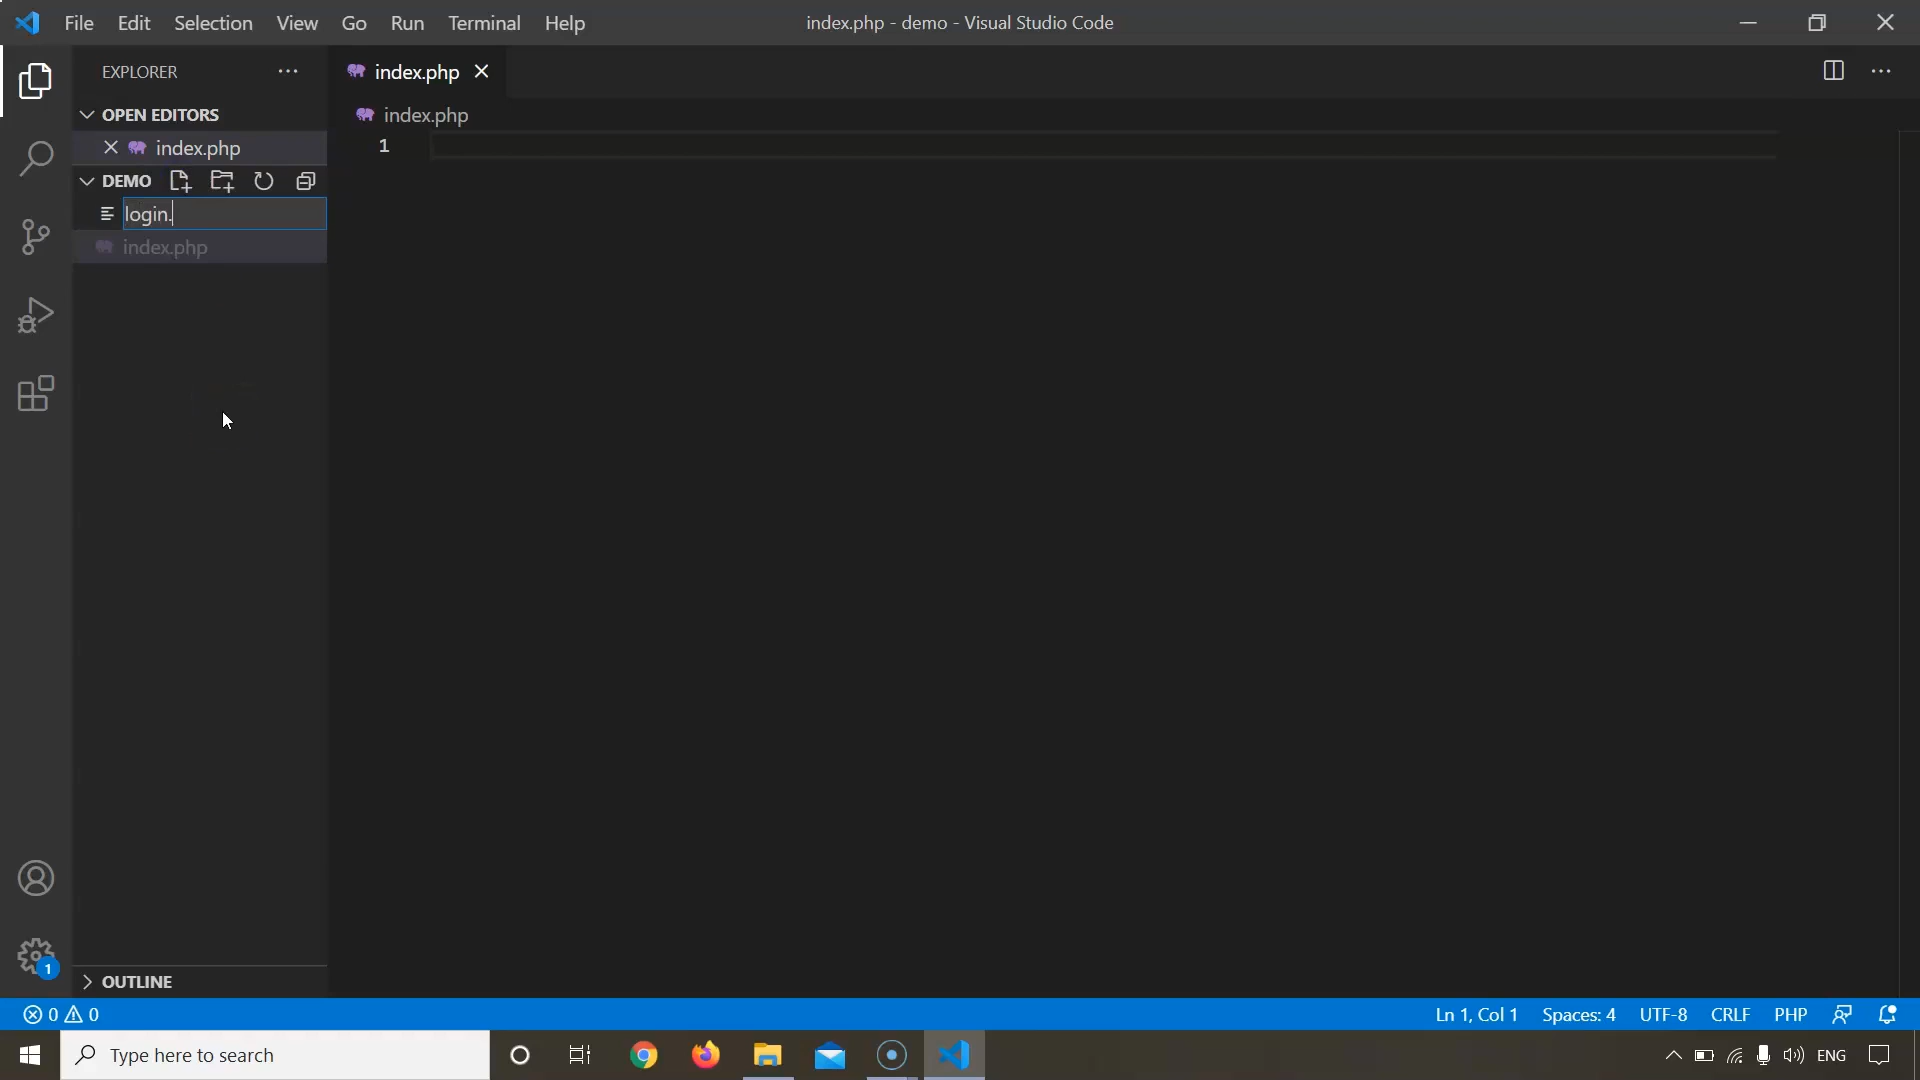 File Edit Selection View Go Run Terminal Help
index.php - demo - Visual Studio Code
EXPLORER
OPEN EDITORS
index.php
DEMO
login.
index.php
OUTLINE
index.php
index.php
1
1
0 0
Ln 1, Col 1 Spaces: 4 UTF-8 CRLF PHP
Type here to search
ENG